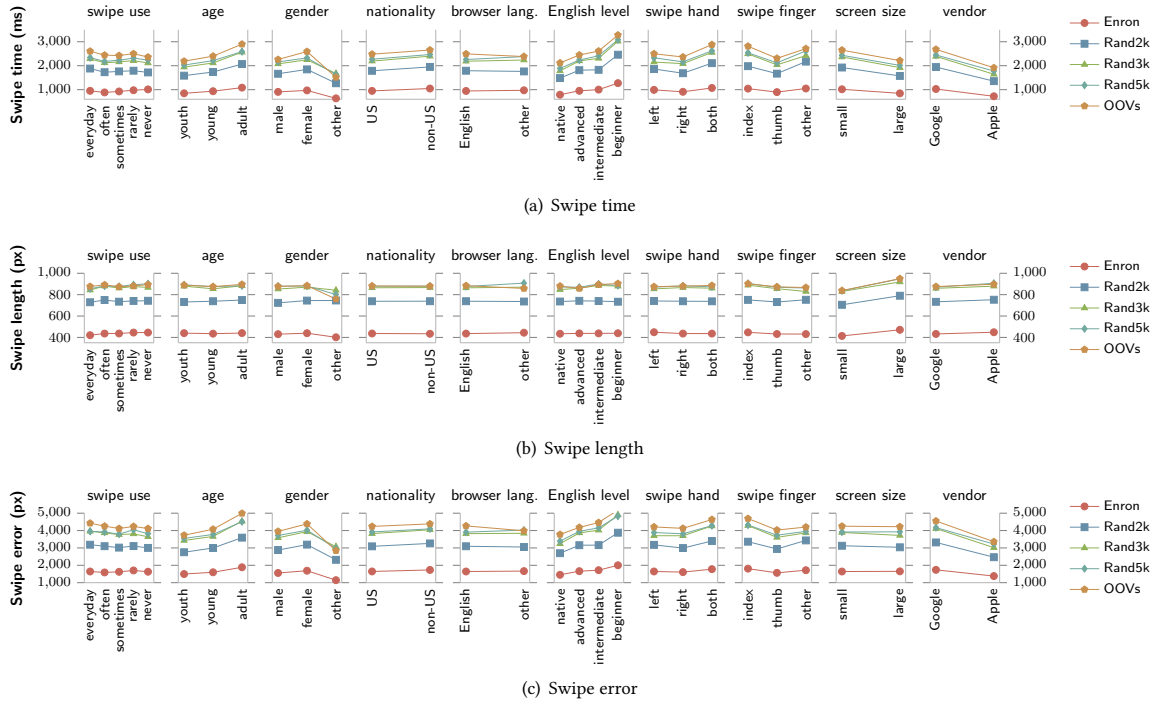 swipe use age gender nationality browser lang. English level swipe hand swipe finger screen size vendor
Swipe time (ms)
3,000
2,000
1,000
3,000
2,000
1,000
everyday often sometimes rarely never youth young adult male female other US non-US English other native advanced intermediate beginner left right both index thumb other small large Google Apple
Enron
Rand2k
Rand3k
Rand5k
OOVs
(a) Swipe time
swipe use age gender nationality browser lang. English level swipe hand swipe finger screen size vendor
Swipe length (px)
1,000
800
600
400
1,000
800
600
400
everyday often sometimes rarely never youth young adult male female other US non-US English other native advanced intermediate beginner left right both index thumb other small large Google Apple
Enron
Rand2k
Rand3k
Rand5k
OOVs
(b) Swipe length
swipe use age gender nationality browser lang. English level swipe hand swipe finger screen size vendor
Swipe error (px)
5,000
4,000
3,000
2,000
1,000
5,000
4,000
3,000
2,000
1,000
everyday often sometimes rarely never youth young adult male female other US non-US English other native advanced intermediate beginner left right both index thumb other small large Google Apple
Enron
Rand2k
Rand3k
Rand5k
OOVs
(c) Swipe error